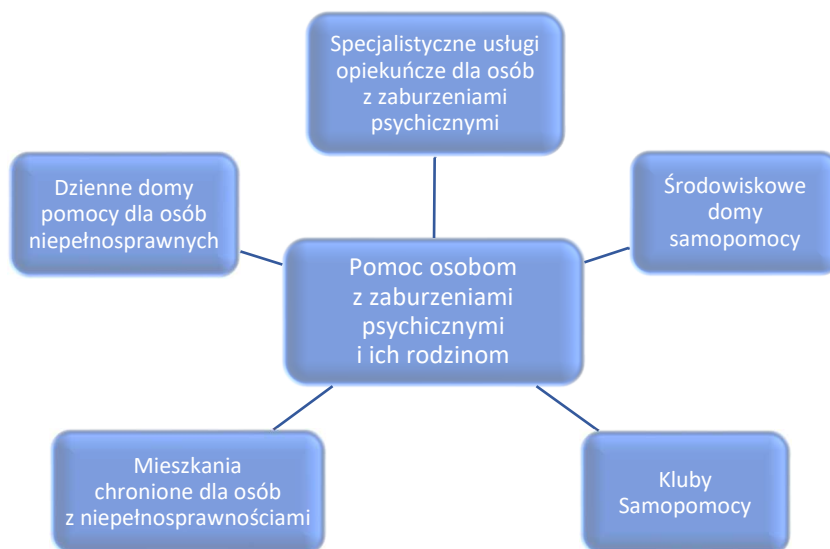 Specjalistyczne usługi
opiekuńcze dla osób
z zaburzeniami
psychicznymi
Dzienne domy
pomocy dla osób
niepełnosprawnych
Środowiskowe
domy
samopomocy
Pomoc osobom
z zaburzeniami
psychicznymi
i ich rodzinom
Mieszkania
chronione dla osób
z niepełnosprawnościami
Kluby
Samopomocy